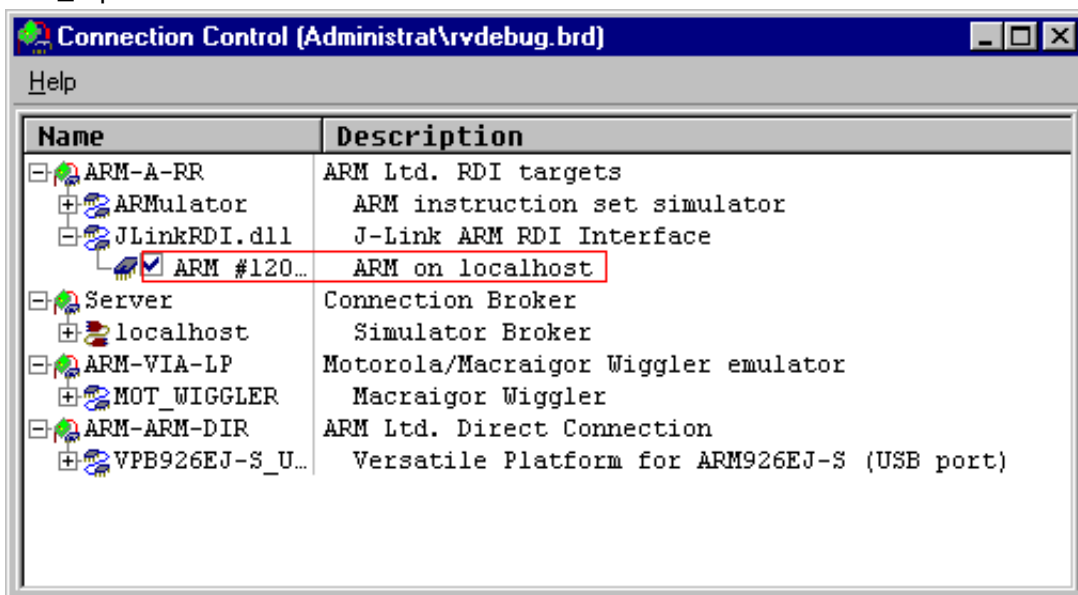 Connection Control (Administrat\rvdebug.brd)
Help
Name Description
ARM-A-RR ARM Ltd. RDI targets
ARMulator ARM instruction set simulator
JLinkRDI.dll J-Link ARM RDI Interface
ARM #120… ARM on localhost
Server Connection Broker
localhost Simulator Broker
ARM-VIA-LP Motorola/Macraigor Wiggler emulator
MOT_WIGGLER Macraigor Wiggler
ARM-ARM-DIR ARM Ltd. Direct Connection
VPB926EJ-S_U… Versatile Platform for ARM926EJ-S (USB port)